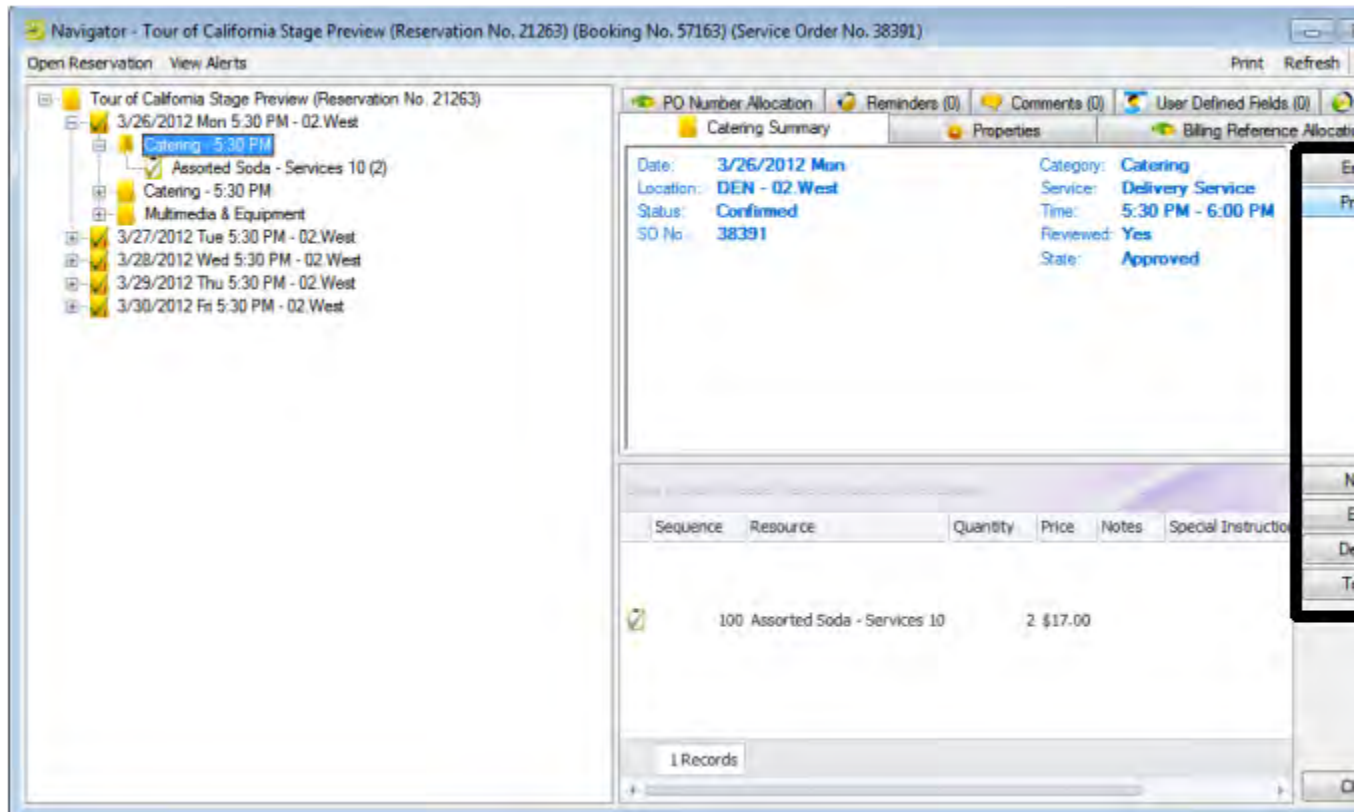 Navigator - Tour of California Stage Preview (Reservation No. 21263) (Booking No. 57163) (Service Order No. 38391)
Open Reservation View Alerts Print Refresh
Tour of California Stage Preview (Reservation No. 21263)
3/26/2012 Mon 5:30 PM - 02.West
Catering - 5:30 PM
Assorted Soda - Services 10 (2)
Catering - 5:30 PM
Multimedia & Equipment
3/27/2012 Tue 5:30 PM - 02.West
3/28/2012 Wed 5:30 PM - 02.West
3/29/2012 Thu 5:30 PM - 02.West
3/30/2012 Fri 5:30 PM - 02.West
PO Number Allocation Reminders (0) Comments (0) User Defined Fields (0)
Catering Summary Properties Billing Reference Allocatio
Date: 3/26/2012 Mon Category: Catering
Location: DEN - 02.West Service: Delivery Service
Status: Confirmed Time: 5:30 PM - 6:00 PM
SO No 38391 Reviewed: Yes
State: Approved
Sequence Resource Quantity Price Notes Special Instructio
100 Assorted Soda - Services 10 2 $17.00
1 Records